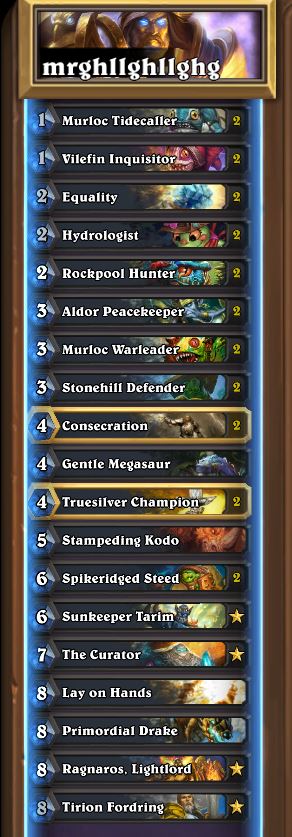 mrghllghllghg
1 Murloc Tidecaller 2
1 Vilefin Inquisitor 2
2 Equality 2
2 Hydrologist 2
2 Rockpool Hunter 2
3 Aldor Peacekeeper 2
3 Murloc Warleader 2
3 Stonehill Defender 2
4 Consecration 2
4 Gentle Megasaur
4 Truesilver Champion 2
5 Stampeding Kodo
6 Spikeridged Steed 2
6 Sunkeeper Tarim
7 The Curator
8 Lay on Hands
8 Primordial Drake
8 Ragnaros, Lightlord
8 Tirion Fordring